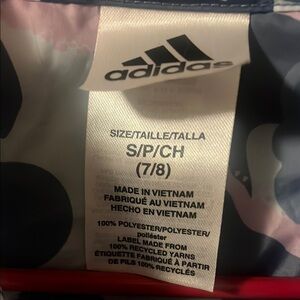 adidas
SIZE/TAILLE/TALLA
S/P/CH
(7/8)
MADE IN VIETNAM
FABRIQUÉ AU VIETNAM
HECHO EN VIETNAM
100% POLYESTER/POLYESTER/
poliéster
LABEL MADE FROM
100% RECYCLED YARNS
ÉTIQUETTE FABRIQUÉE À PARTIR
DE FILS 100% RECYCLÉS